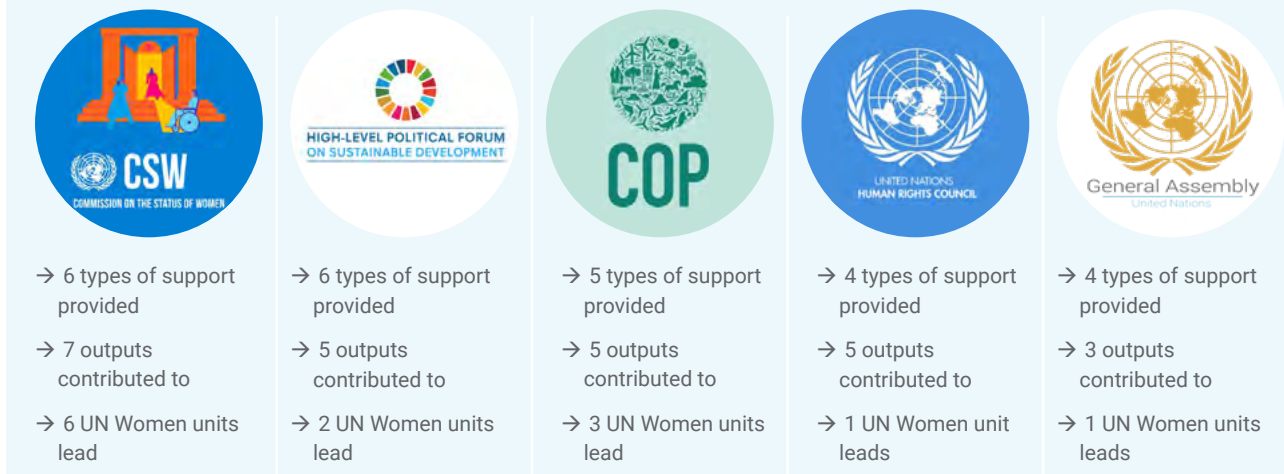 CSW
COMMISSION ON THE STATUS OF WOMEN
→ 6 types of support
provided
→ 7 outputs
contributed to
→ 6 UN Women units
lead
HIGH-LEVEL POLITICAL FORUM
ON SUSTAINABLE DEVELOPMENT
→ 6 types of support
provided
→ 5 outputs
contributed to
→ 2 UN Women units
lead
COP
→ 5 types of support
provided
→ 5 outputs
contributed to
→ 3 UN Women units
lead
UNITED NATIONS
HUMAN RIGHTS COUNCIL
→ 4 types of support
provided
→ 5 outputs
contributed to
→ 1 UN Women unit
leads
General Assembly
United Nations
→ 4 types of support
provided
→ 3 outputs
contributed to
→ 1 UN Women units
leads